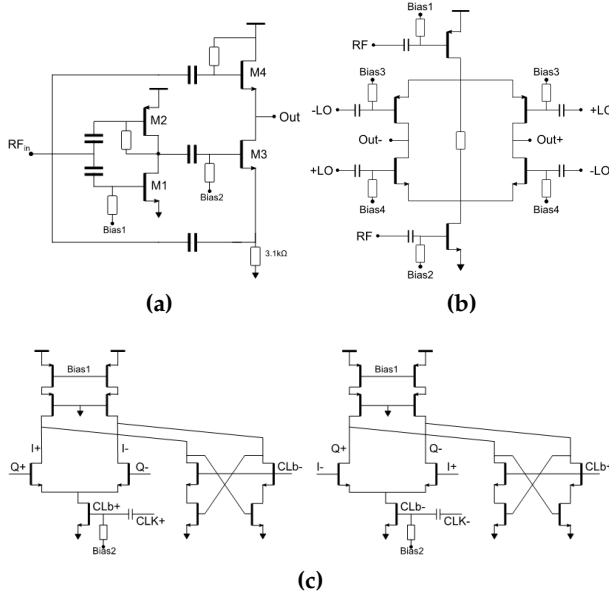 M4
M2
RFin
Out
M3
M1
Bias2
Bias1
3.1kΩ
(a)
Bias1
RF
Bias3
Bias3
-LO
+LO
Out-
Out+
+LO
-LO
Bias4
Bias4
RF
Bias2
(b)
Bias1
I+
I-
Q+
Q-
CLb-
CLb+
CLK+
Bias2
Bias1
Q+
Q-
I-
I+
CLb+
CLb-
CLK-
Bias2
(c)